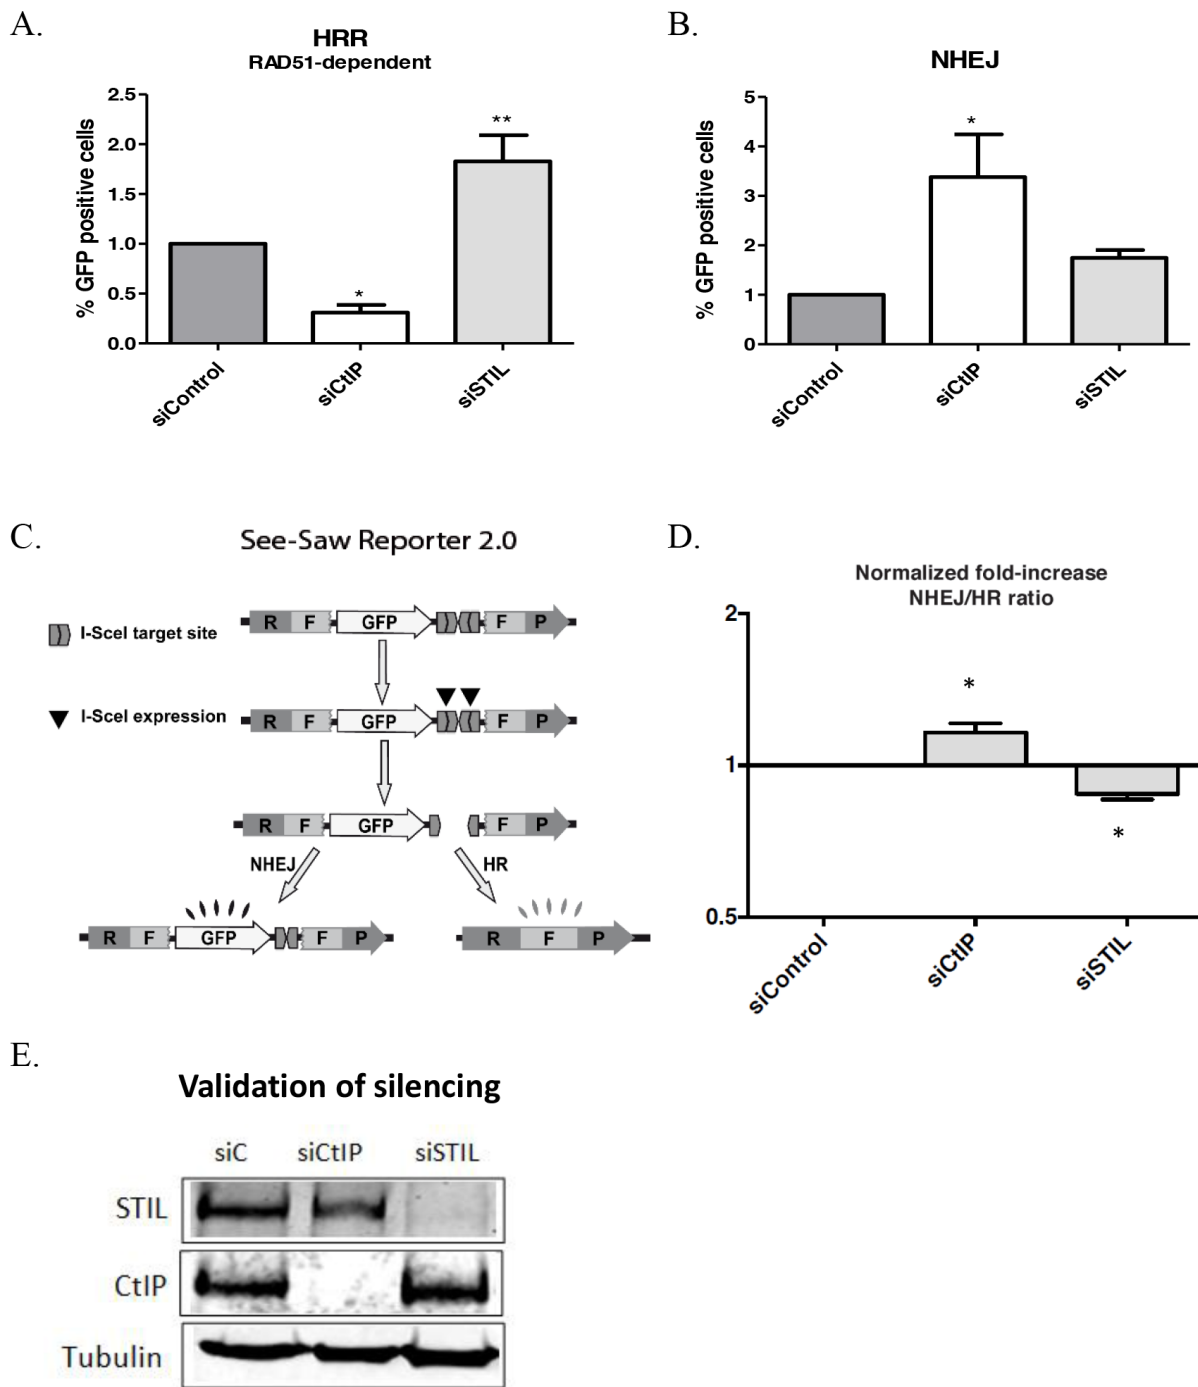 A.
HRR
RAD51-dependent
% GFP positive cells
2.5
2.0
1.5
1.0
0.5
0.0
*
**
siControl
siCtIP
siSTIL
B.
NHEJ
% GFP positive cells
5
4
3
2
1
0
*
siControl
siCtIP
siSTIL
C.
See-Saw Reporter 2.0
I-SceI target site
R F GFP F P
I-SceI expression
R F GFP F P
R F GFP F P
NHEJ HR
R F GFP F P
R F P
D.
Normalized fold-increase
NHEJ/HR ratio
2
1
0.5
*
*
siControl
siCtIP
siSTIL
E.
Validation of silencing
siC siCtIP siSTIL
STIL
CtIP
Tubulin